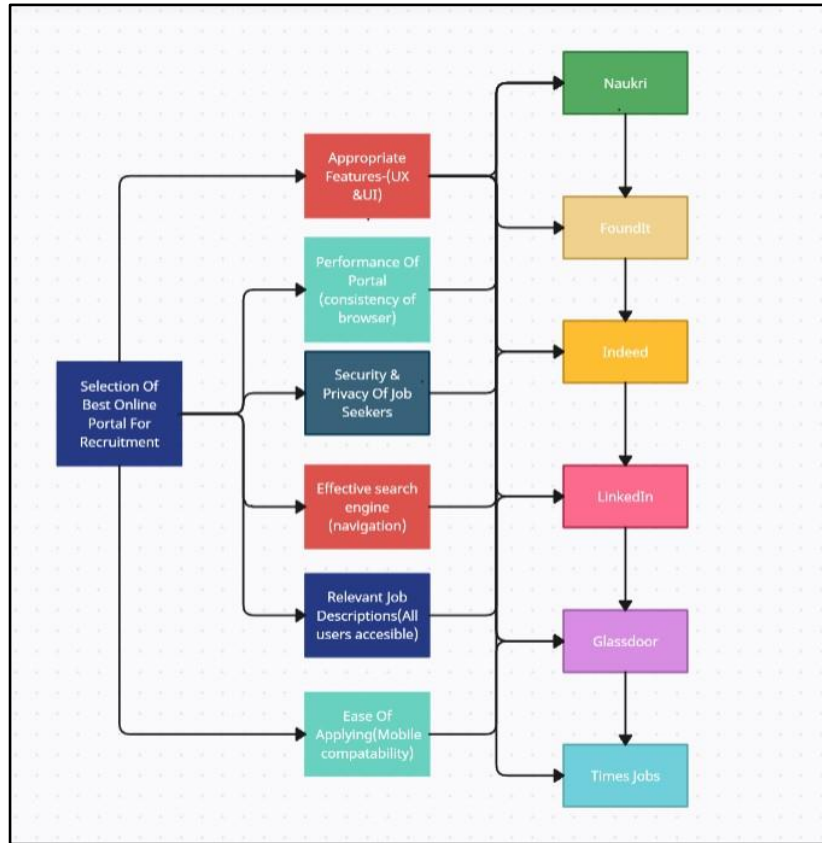 Selection Of
Best Online
Portal For
Recruitment
Appropriate
Features-(UX
&UI)
Performance Of
Portal
(consistency of
browser)
Security &
Privacy Of Job
Seekers
Effective search
engine
(navigation)
Relevant Job
Descriptions(All
users accesible)
Ease Of
Applying(Mobile
compatability)
Naukri
FoundIt
Indeed
LinkedIn
Glassdoor
Times Jobs